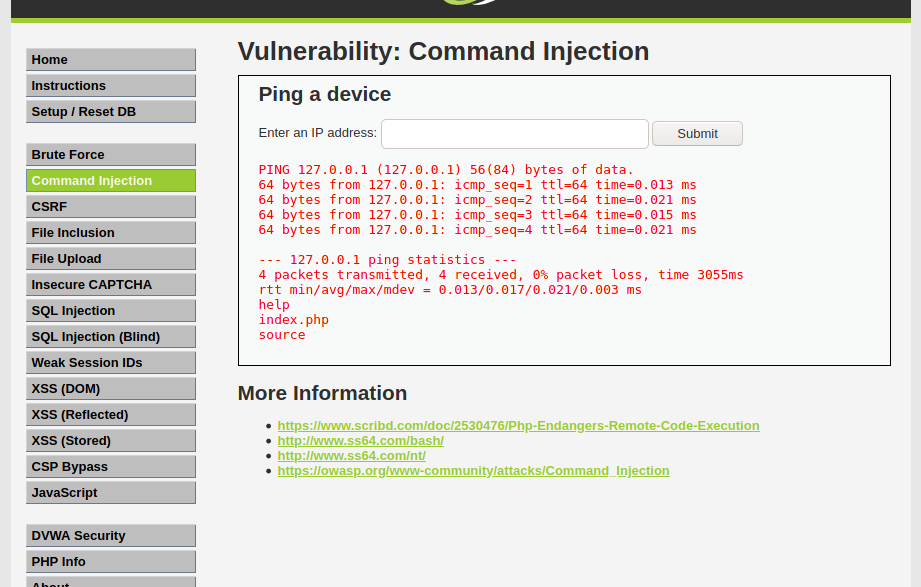 Home
Instructions
Setup / Reset DB
Brute Force
Command Injection
CSRF
File Inclusion
File Upload
Insecure CAPTCHA
SQL Injection
SQL Injection (Blind)
Weak Session IDs
XSS (DOM)
XSS (Reflected)
XSS (Stored)
CSP Bypass
JavaScript
DVWA Security
PHP Info
About
Vulnerability: Command Injection
Ping a device
Enter an IP address:
Submit
PING 127.0.0.1 (127.0.0.1) 56(84) bytes of data.
64 bytes from 127.0.0.1: icmp_seq=1 ttl=64 time=0.013 ms
64 bytes from 127.0.0.1: icmp_seq=2 ttl=64 time=0.021 ms
64 bytes from 127.0.0.1: icmp_seq=3 ttl=64 time=0.015 ms
64 bytes from 127.0.0.1: icmp_seq=4 ttl=64 time=0.021 ms
--- 127.0.0.1 ping statistics ---
4 packets transmitted, 4 received, 0% packet loss, time 3055ms
rtt min/avg/max/mdev = 0.013/0.017/0.021/0.003 ms
help
index.php
source
More Information
https://www.scribd.com/doc/2530476/Php-Endangers-Remote-Code-Execution
http://www.ss64.com/bash/
http://www.ss64.com/nt/
https://owasp.org/www-community/attacks/Command_Injection